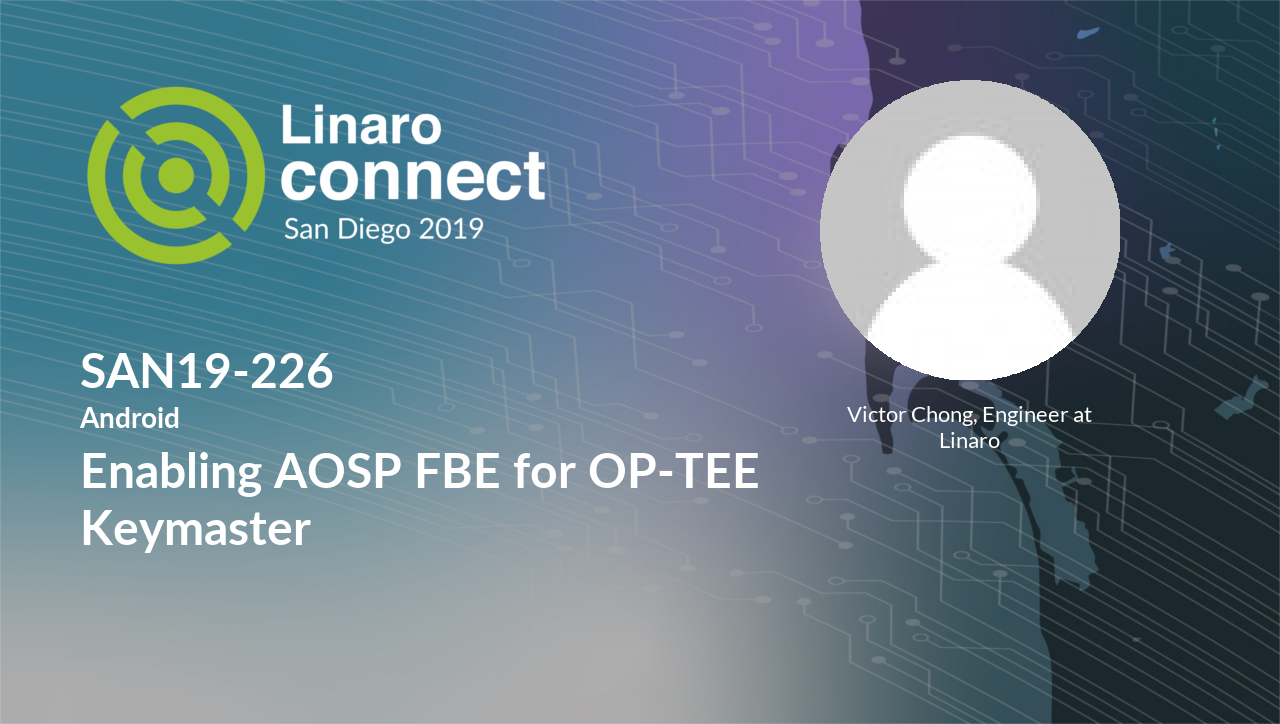 Linaro
connect
San Diego 2019
SAN19-226
Android
Enabling AOSP FBE for OP-TEE
Keymaster
Victor Chong, Engineer at
Linaro